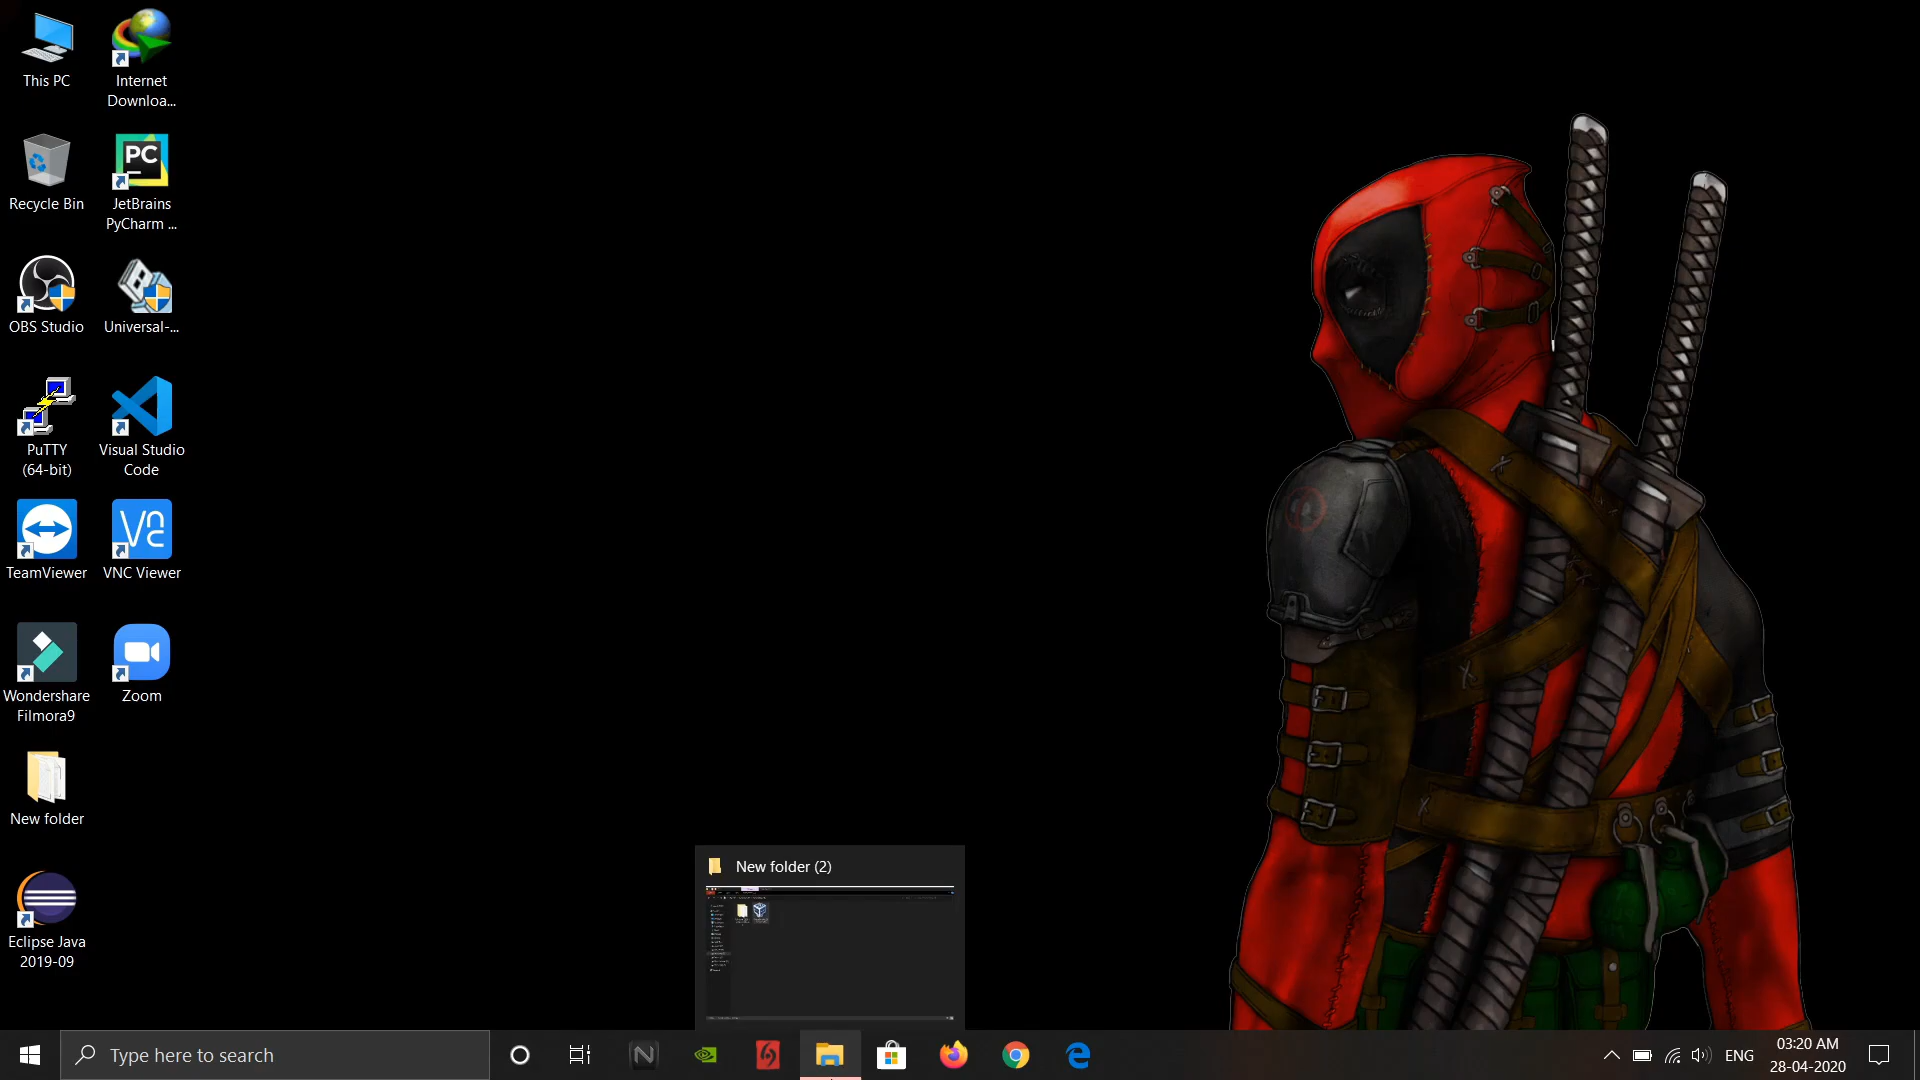 This PC
Internet
Downloa...
Recycle Bin
PC
JetBrains
PyCharm ...
OBS Studio
Universal-...
PuTTY
(64-bit)
Visual Studio
Code
TeamViewer
VNC Viewer
Wondershare
Filmora9
Zoom
New folder
Eclipse Java
2019-09
New folder (2)
Type here to search
ENG
03:20 AM
28-04-2020